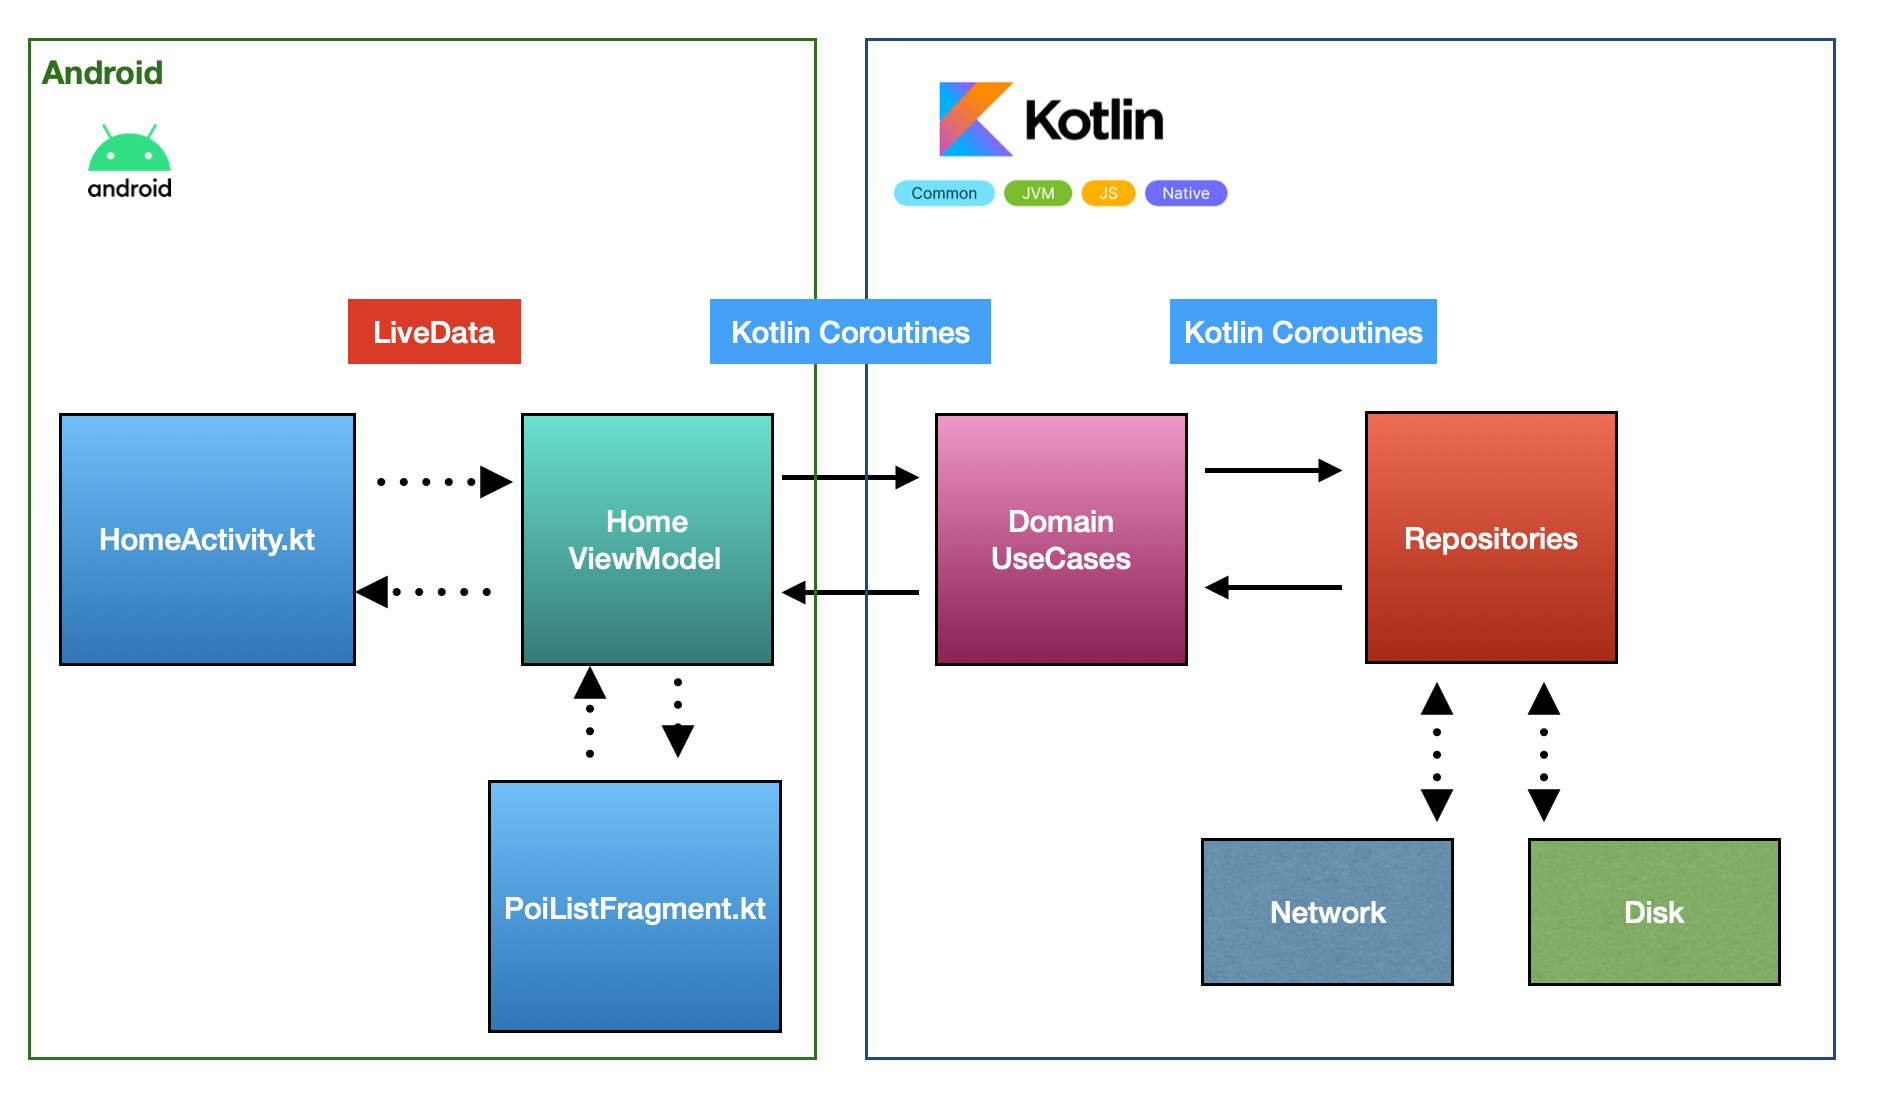 Android
android
Kotlin
Common
JVM
JS
Native
LiveData
Kotlin Coroutines
Kotlin Coroutines
HomeActivity.kt
Home
ViewModel
Domain
UseCases
Repositories
PoiListFragment.kt
Network
Disk